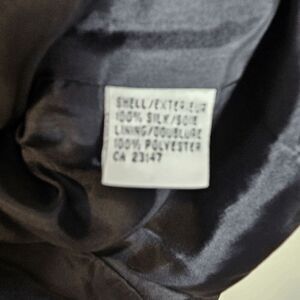 SHELL/EXTERIEUR
100% SILK/SOIE
LINING/DOUBLURE
100% POLYESTER
CA 23147